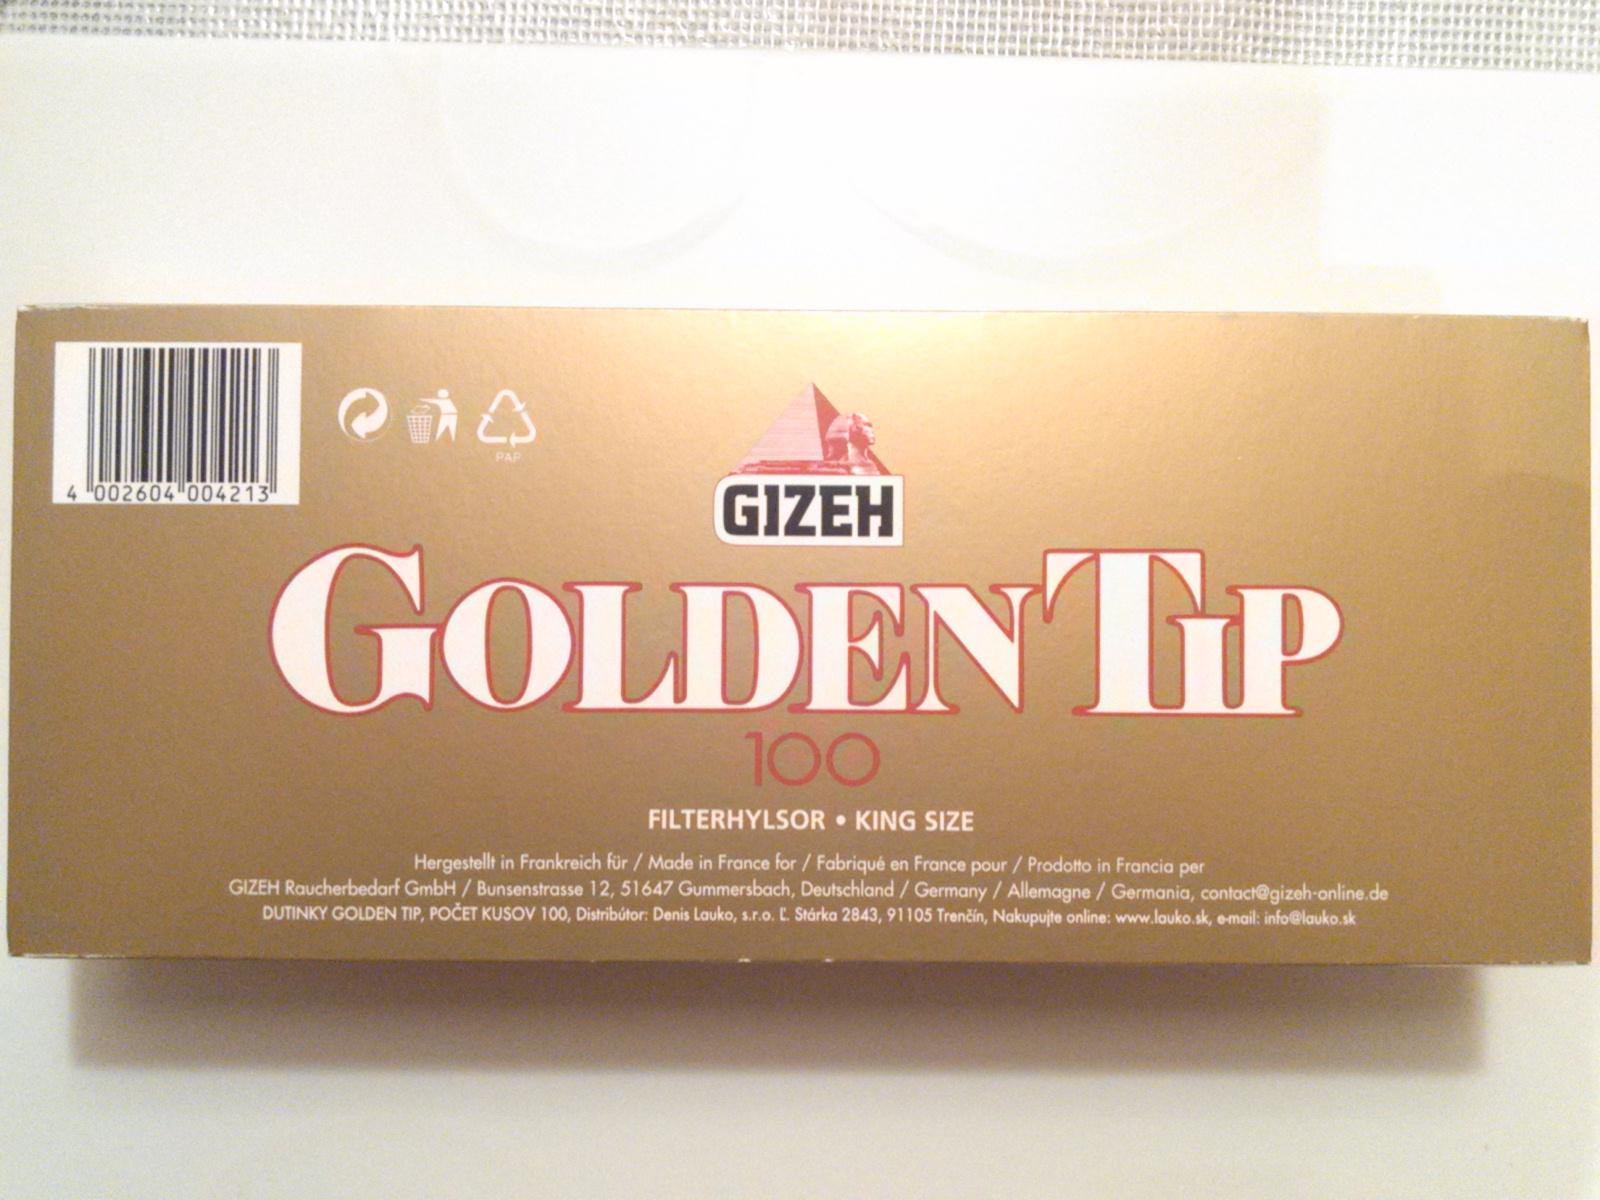 4 002604 004213
PAP
GIZEH
GOLDEN TIP
100
FILTERHYLSOR • KING SIZE
Hergestellt in Frankreich für / Made in France for / Fabriqué en France pour / Prodotto in Francia per
GIZEH Raucherbedarf GmbH / Bunsenstrasse 12, 51647 Gummersbach, Deutschland / Germany / Allemagne / Germania, contact@gizeh-online.de
DUTINKY GOLDEN TIP, POČET KUSOV 100, Distribútor: Denis Lauko, s.r.o. Ľ. Stárka 2843, 91105 Trenčín, Nakupujte online: www.lauko.sk, e-mail: info@lauko.sk